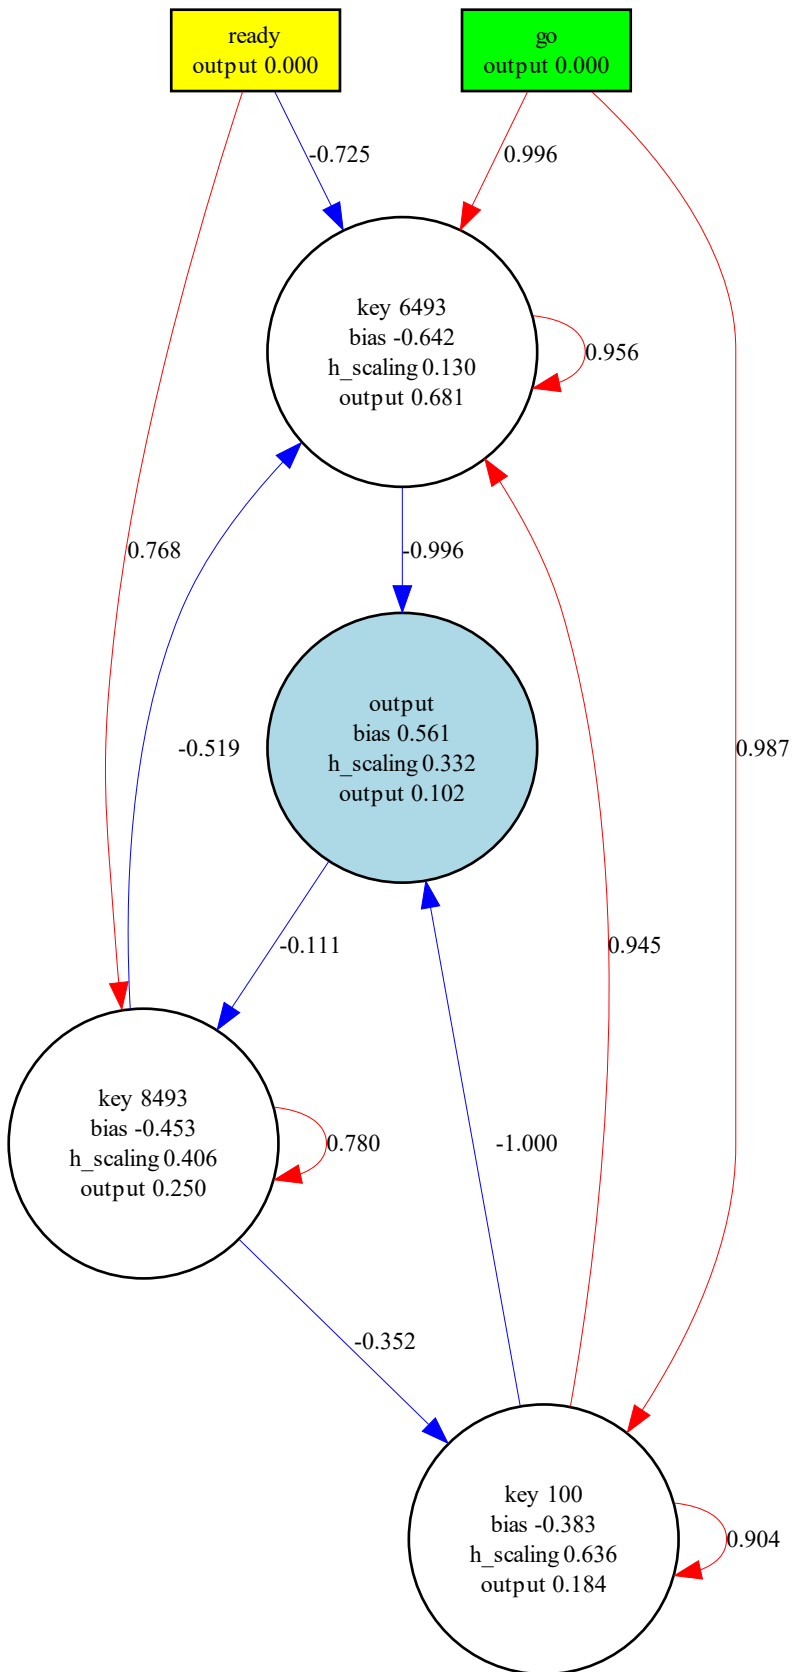 ready
output 0.000
go
output 0.000
-0.725
0.996
key 6493
bias -0.642
h_scaling 0.130
output 0.681
0.956
0.768
-0.996
output
bias 0.561
h_scaling 0.332
output 0.102
-0.519
0.987
-0.111
0.945
key 8493
bias -0.453
h_scaling 0.406
output 0.250
0.780
-1.000
-0.352
key 100
bias -0.383
h_scaling 0.636
output 0.184
0.904